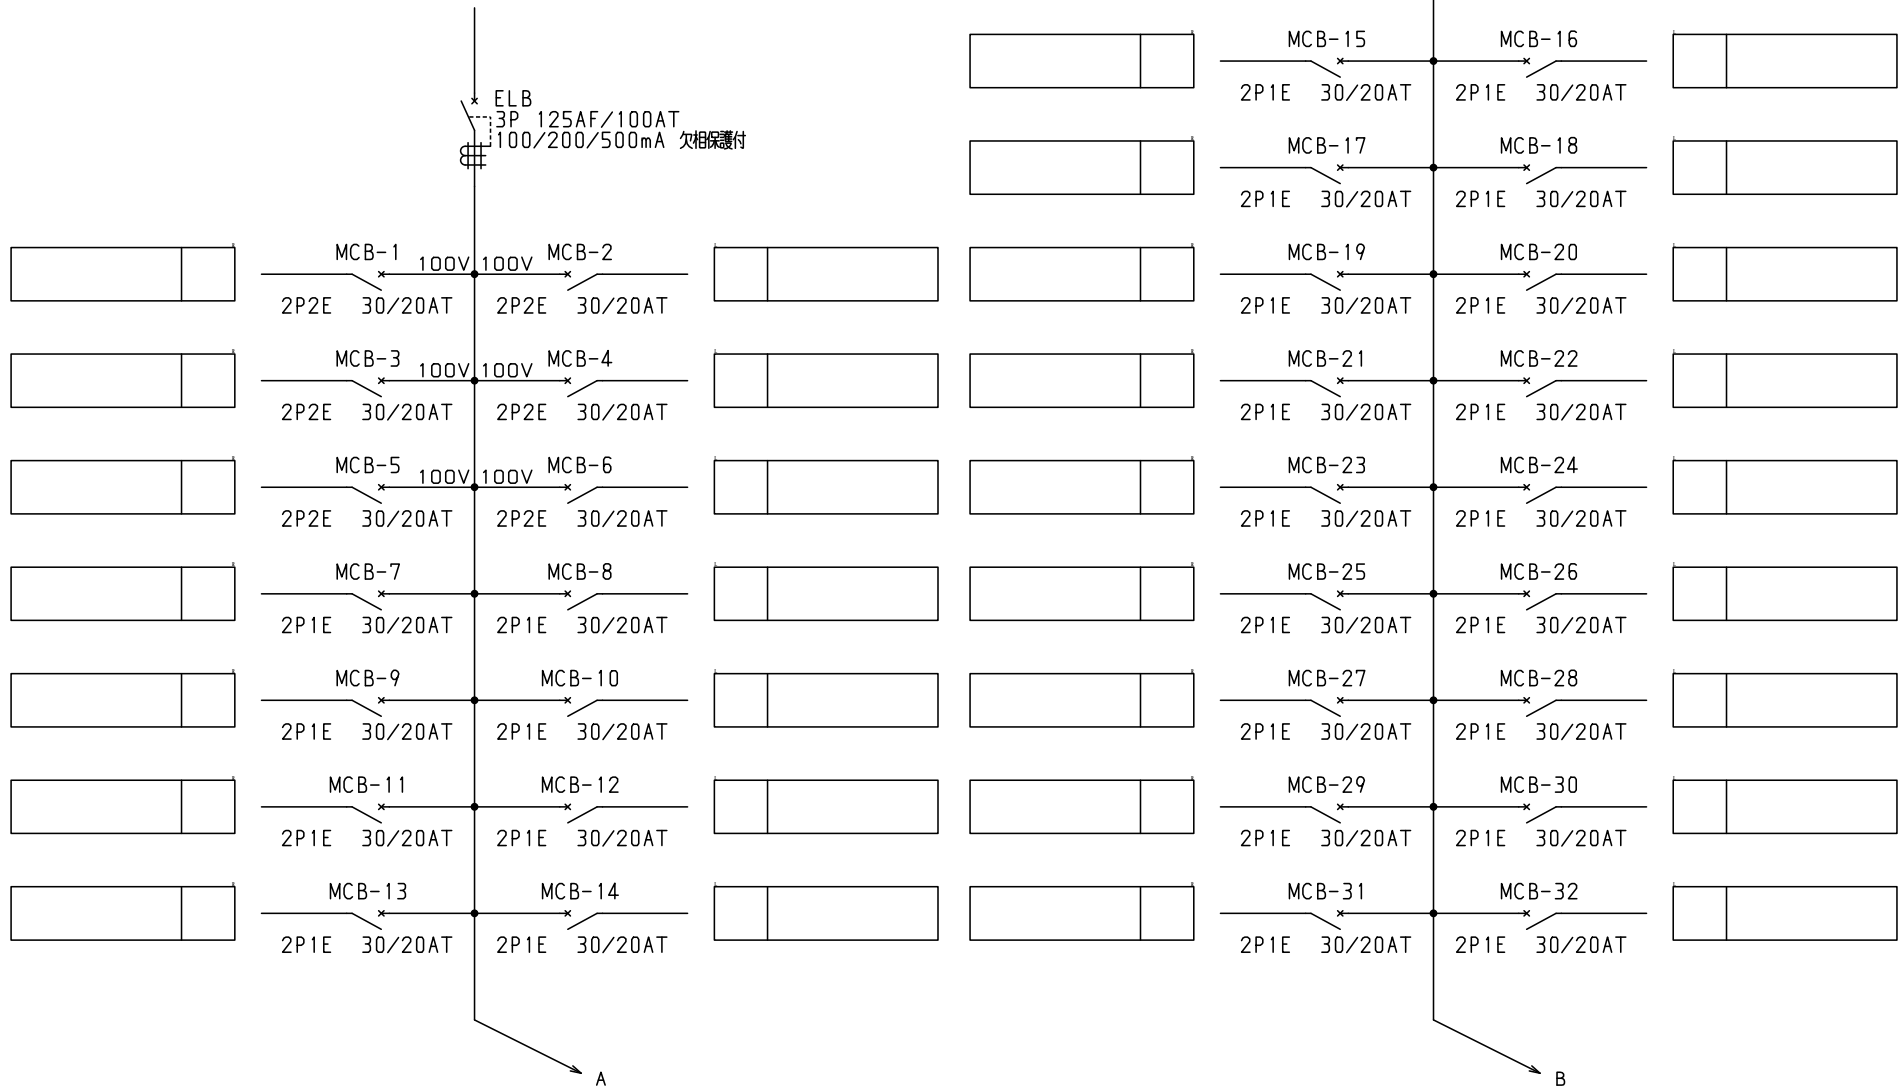 ELB
3P 125AF/100AT
100/200/500mA 欠相保護付
MCB-1 100V 100V MCB-2
2P2E 30/20AT 2P2E 30/20AT
MCB-3 100V 100V MCB-4
2P2E 30/20AT 2P2E 30/20AT
MCB-5 100V 100V MCB-6
2P2E 30/20AT 2P2E 30/20AT
MCB-7 MCB-8
2P1E 30/20AT 2P1E 30/20AT
MCB-9 MCB-10
2P1E 30/20AT 2P1E 30/20AT
MCB-11 MCB-12
2P1E 30/20AT 2P1E 30/20AT
MCB-13 MCB-14
2P1E 30/20AT 2P1E 30/20AT
A
MCB-15 MCB-16
2P1E 30/20AT 2P1E 30/20AT
MCB-17 MCB-18
2P1E 30/20AT 2P1E 30/20AT
MCB-19 MCB-20
2P1E 30/20AT 2P1E 30/20AT
MCB-21 MCB-22
2P1E 30/20AT 2P1E 30/20AT
MCB-23 MCB-24
2P1E 30/20AT 2P1E 30/20AT
MCB-25 MCB-26
2P1E 30/20AT 2P1E 30/20AT
MCB-27 MCB-28
2P1E 30/20AT 2P1E 30/20AT
MCB-29 MCB-30
2P1E 30/20AT 2P1E 30/20AT
MCB-31 MCB-32
2P1E 30/20AT 2P1E 30/20AT
B